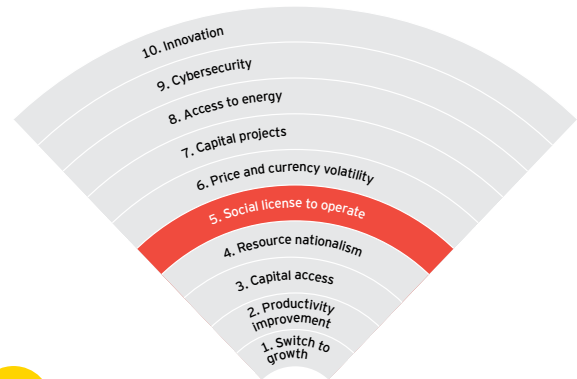 10. Innovation
9. Cybersecurity
8. Access to energy
7. Capital projects
6. Price and currency volatility
5. Social license to operate
4. Resource nationalism
3. Capital access
2. Productivity
improvement
1. Switch to
growth